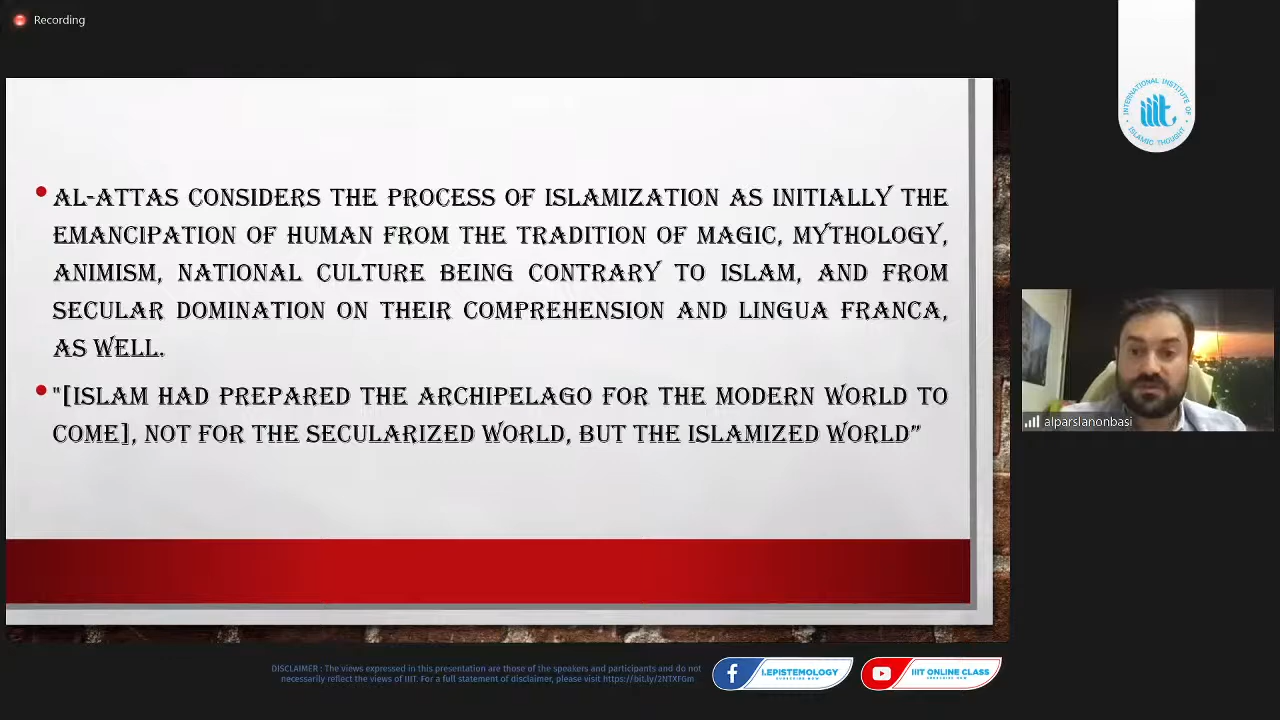 Recording
INTERNATIONAL INSTITUTE OF
iiit
ISLAMIC THOUGHT
AL-ATTAS CONSIDERS THE PROCESS OF ISLAMIZATION AS INITIALLY THE
EMANCIPATION OF HUMAN FROM THE TRADITION OF MAGIC, MYTHOLOGY,
ANIMISM, NATIONAL CULTURE BEING CONTRARY TO ISLAM, AND FROM
SECULAR DOMINATION ON THEIR COMPREHENSION AND LINGUA FRANCA,
AS WELL.
"[ISLAM HAD PREPARED THE ARCHIPELAGO FOR THE MODERN WORLD TO
COME], NOT FOR THE SECULARIZED WORLD, BUT THE ISLAMIZED WORLD”
alparslanonbasi
DISCLAIMER : The views expressed in this presentation are those of the speakers and participants and do not
necessarily reflect the views of IIIT. For a full statement of disclaimer, please visit https://bit.ly/2NTXFGm
I.EPISTEMOLOGY
SUBSCRIBE NOW
IIIT ONLINE CLASS
SUBSCRIBE NOW